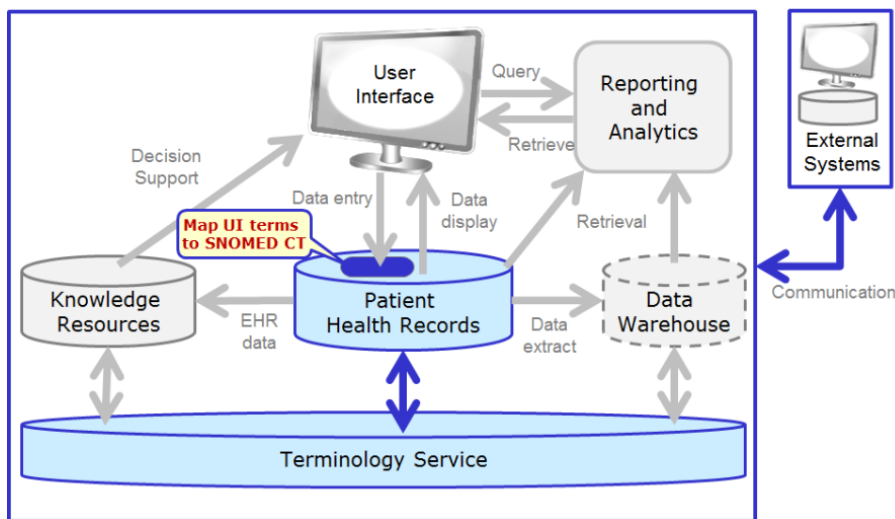 User
Interface
Query
Retrieve
Reporting
and
Analytics
External
Systems
Decision
Support
Data entry
Data
display
Retrieval
Map UI terms
to SNOMED CT
Knowledge
Resources
EHR
data
Patient
Health Records
Data
extract
Data
Warehouse
Communication
Terminology Service